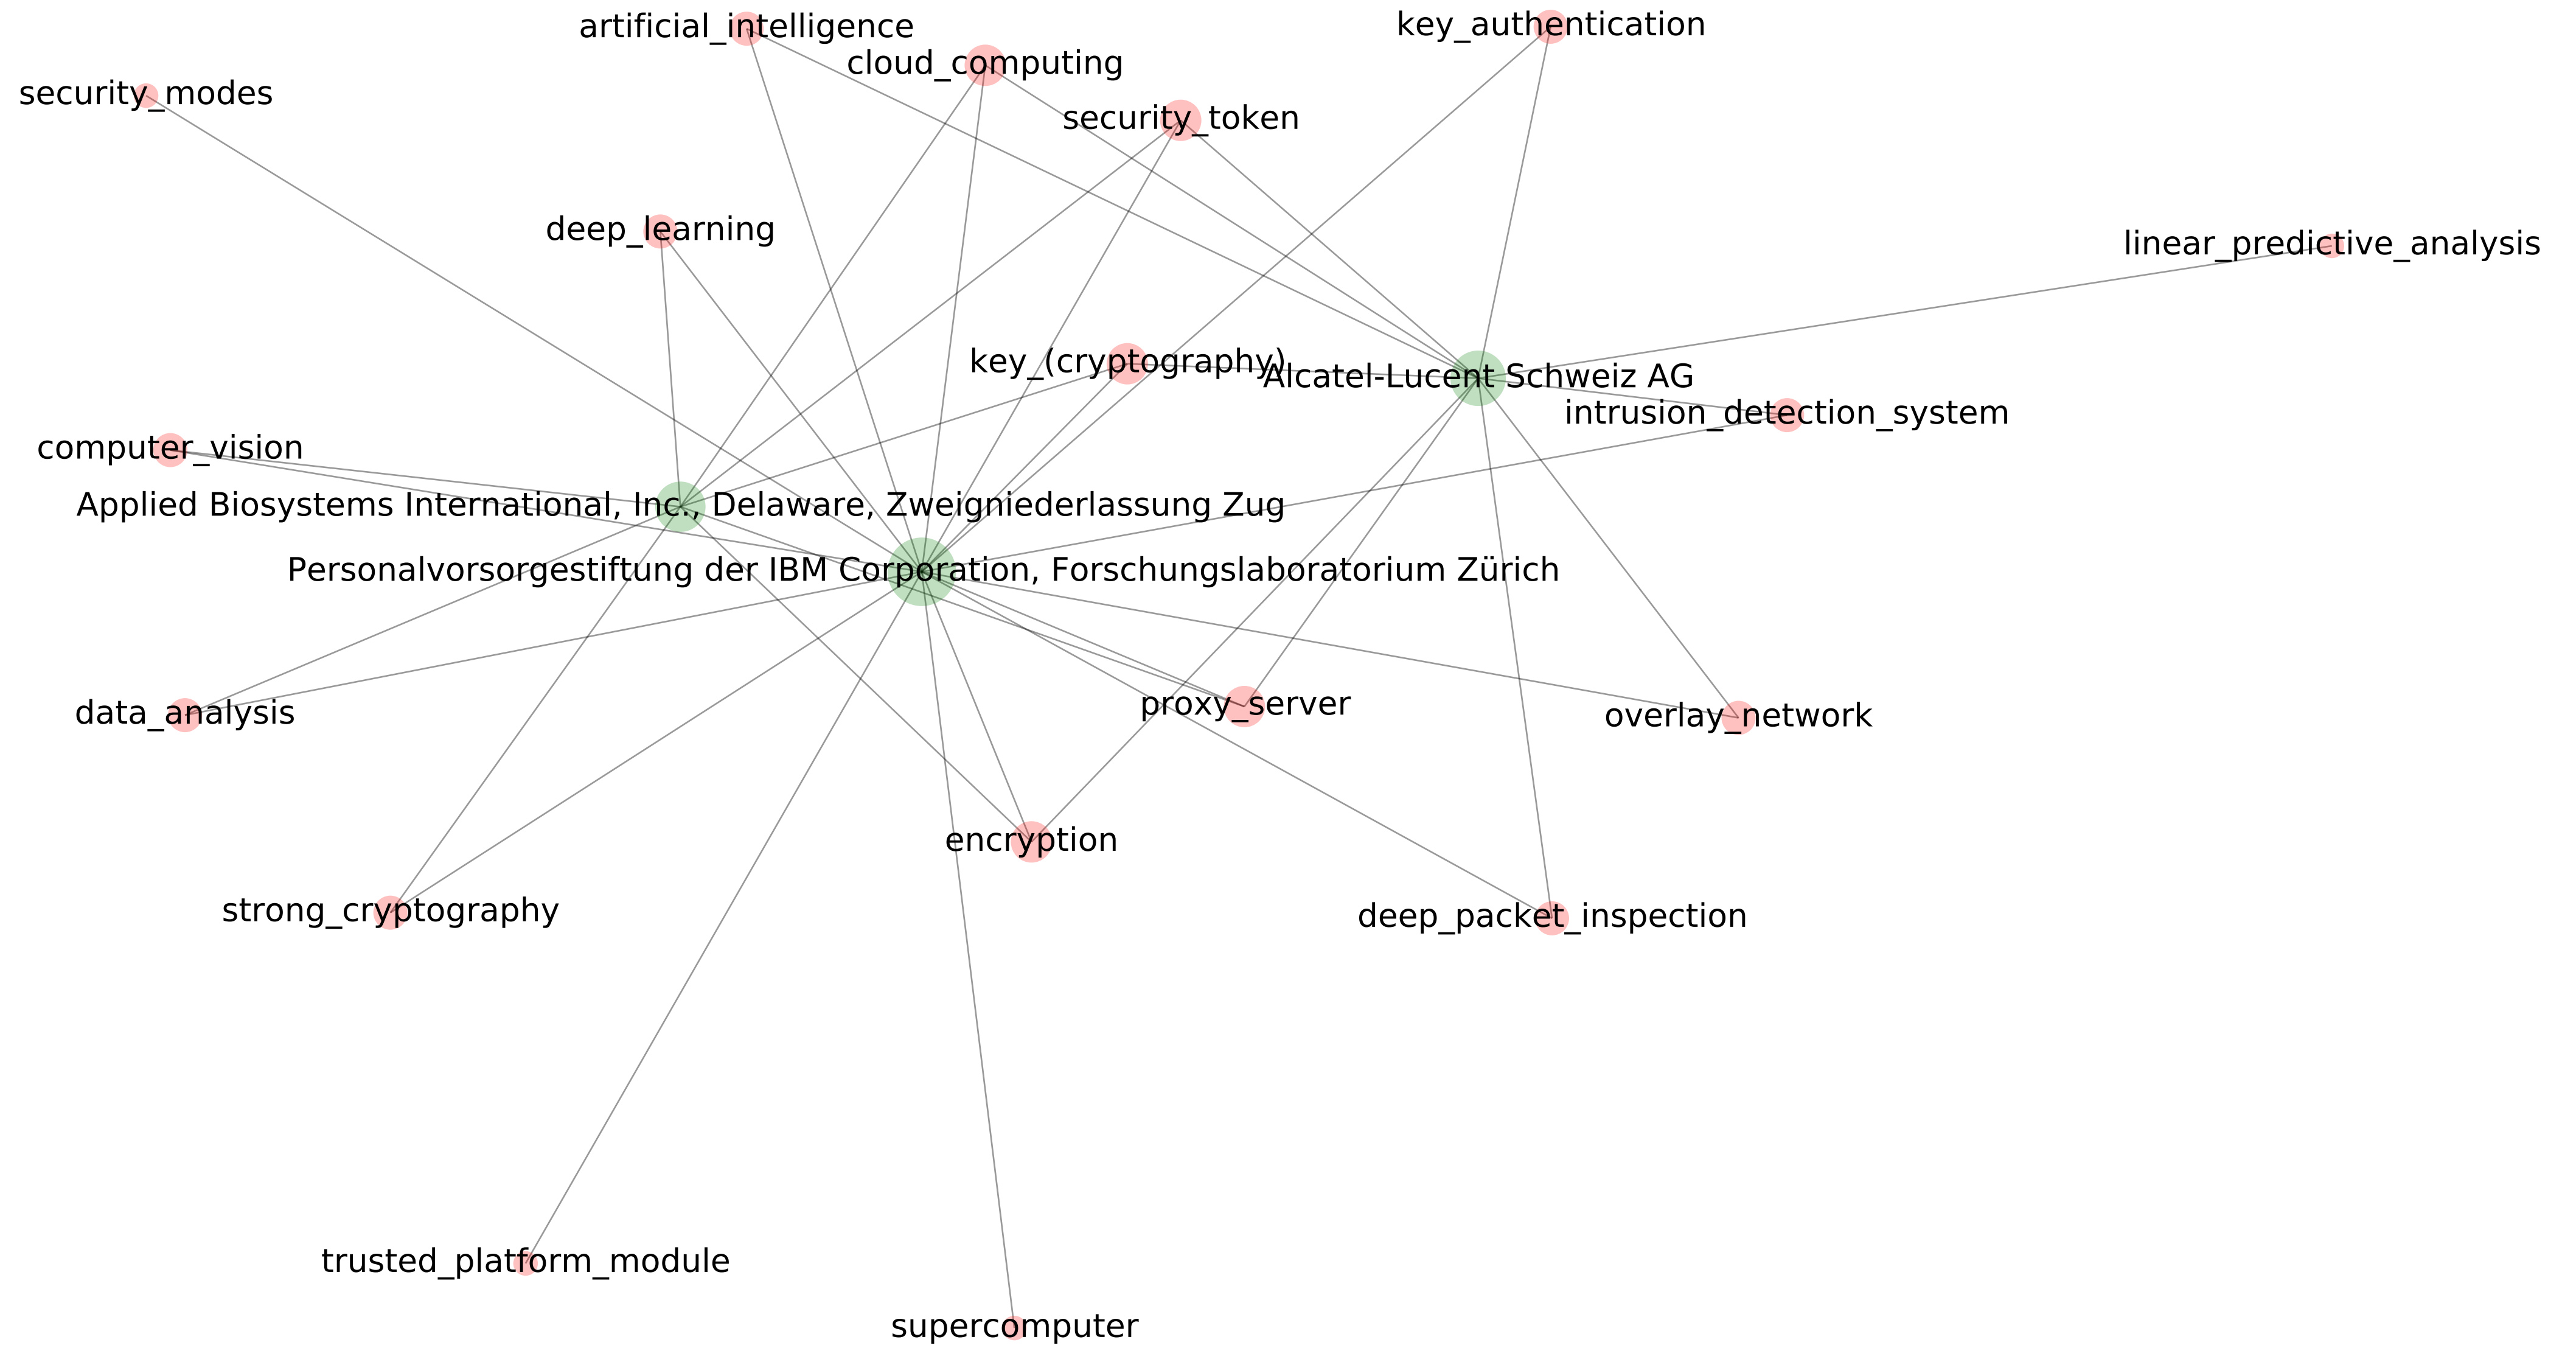 artificial_intelligence
key_authentication
cloud_computing
security_modes
security_token
deep_learning
linear_predictive_analysis
key_(cryptography)
Alcatel-Lucent Schweiz AG
intrusion_detection_system
computer_vision
Applied Biosystems International, Inc., Delaware, Zweigniederlassung Zug
Personalvorsorgestiftung der IBM Corporation, Forschungslaboratorium Zürich
data_analysis
proxy_server
overlay_network
encryption
strong_cryptography
deep_packet_inspection
trusted_platform_module
supercomputer